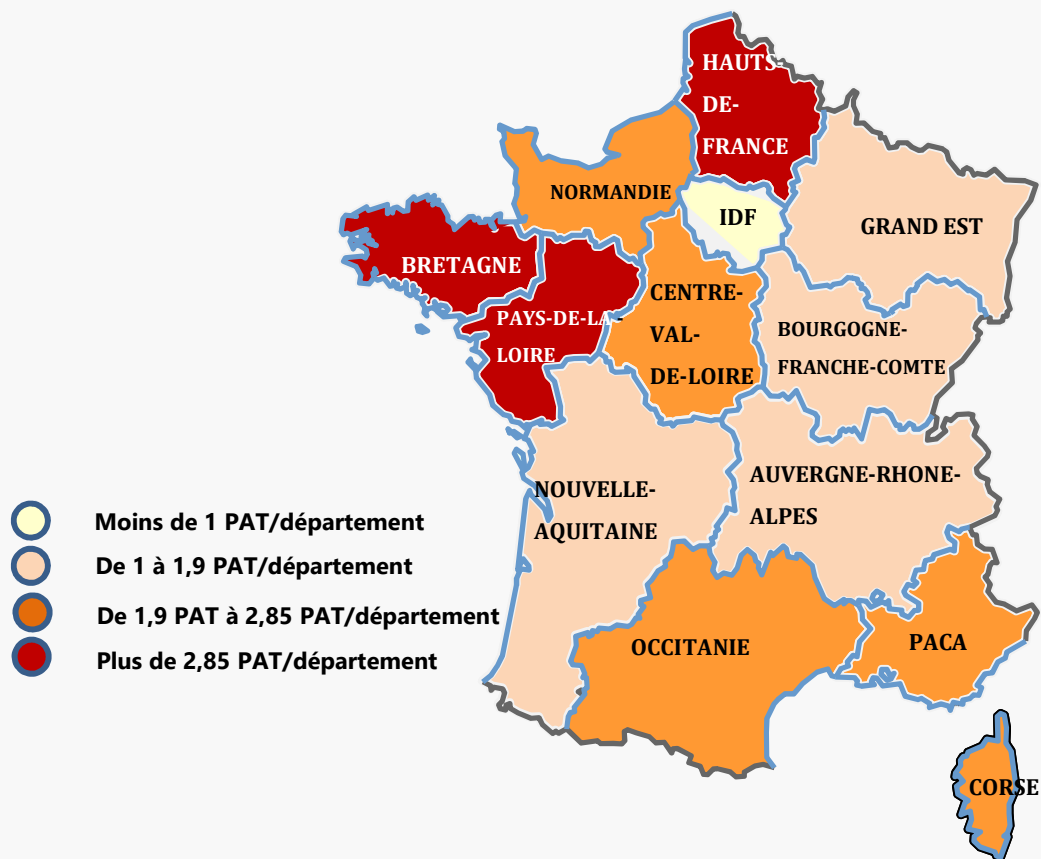 HAUTS-
DE-
FRANCE
NORMANDIE
IDF
GRAND EST
BRETAGNE
CENTRE-
VAL-
DE-LOIRE
PAYS-DE-LA-
LOIRE
BOURGOGNE-
FRANCHE-COMTE
NOUVELLE-
AQUITAINE
AUVERGNE-RHONE-
ALPES
Moins de 1 PAT/département
De 1 à 1,9 PAT/département
De 1,9 PAT à 2,85 PAT/département
Plus de 2,85 PAT/département
OCCITANIE
PACA
CORSE